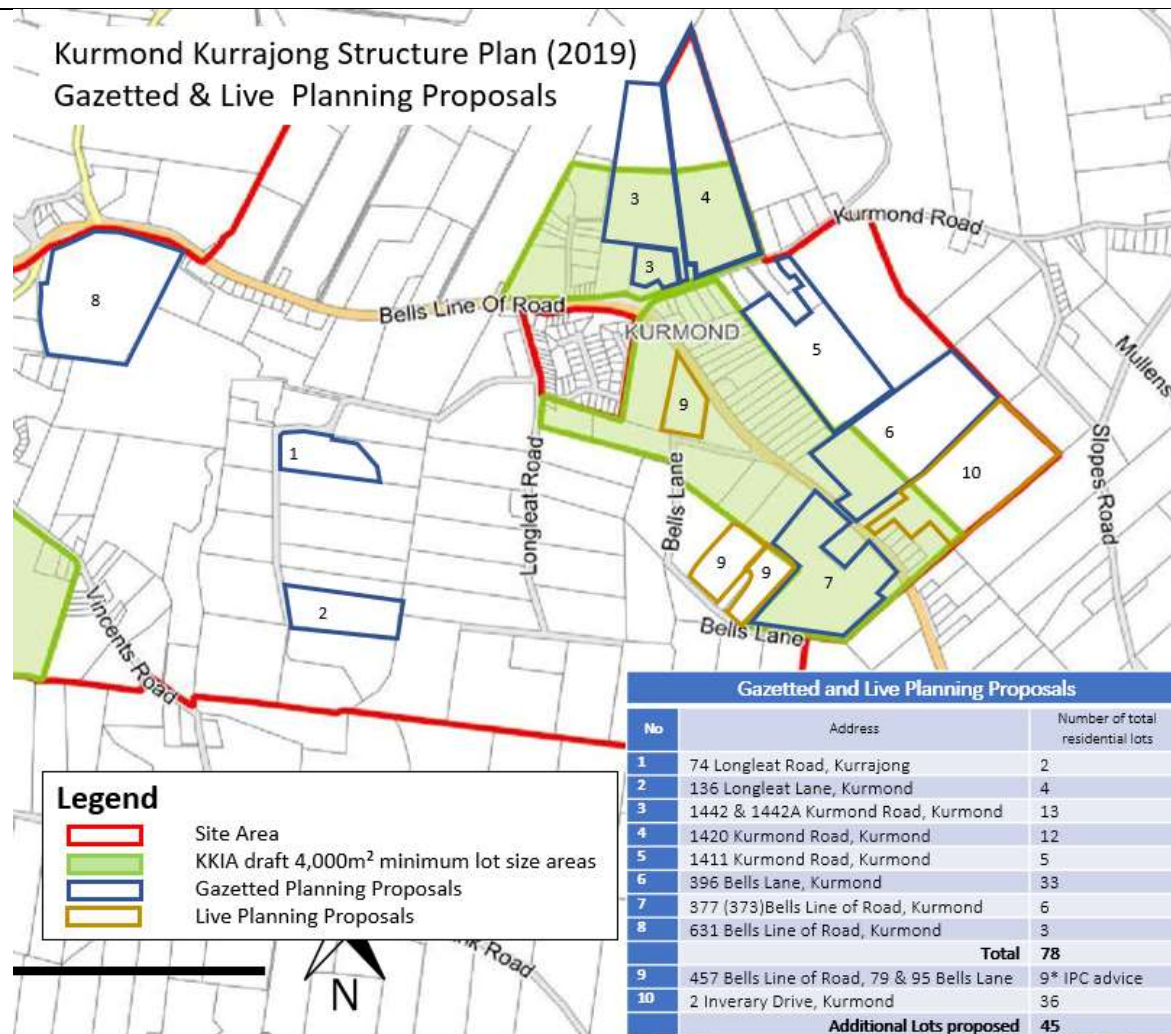 Kurmond Kurrajong Structure Plan (2019)
Gazetted & Live Planning Proposals
3
4
Kurmond Road
8
3
Bells Line Of Road
KURMOND
5
Mullens
9
6
1
Longleat Road
Bells Lane
10
Slopes Road
9
9
7
2
Vincents Road
Bells Lane
Legend
Site Area
KKIA draft 4,000m² minimum lot size areas
Gazetted Planning Proposals
Live Planning Proposals
Road
N
Gazetted and Live Planning Proposals
No Address Number of total residential lots
1 74 Longleat Road, Kurrajong 2
2 136 Longleat Lane, Kurmond 4
3 1442 & 1442A Kurmond Road, Kurmond 13
4 1420 Kurmond Road, Kurmond 12
5 1411 Kurmond Road, Kurmond 5
6 396 Bells Lane, Kurmond 33
7 377 (373)Bells Line of Road, Kurmond 6
8 631 Bells Line of Road, Kurmond 3
Total 78
9 457 Bells Line of Road, 79 & 95 Bells Lane 9* IPC advice
10 2 Inverary Drive, Kurmond 36
Additional Lots proposed 45